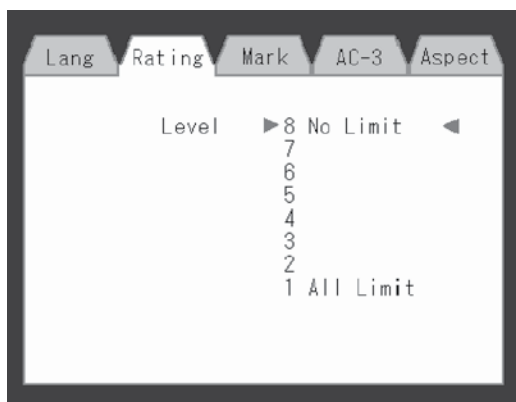 Lang Rating Mark AC-3 Aspect
Level ▶8 No Limit ◀
7
6
5
4
3
2
1 All Limit